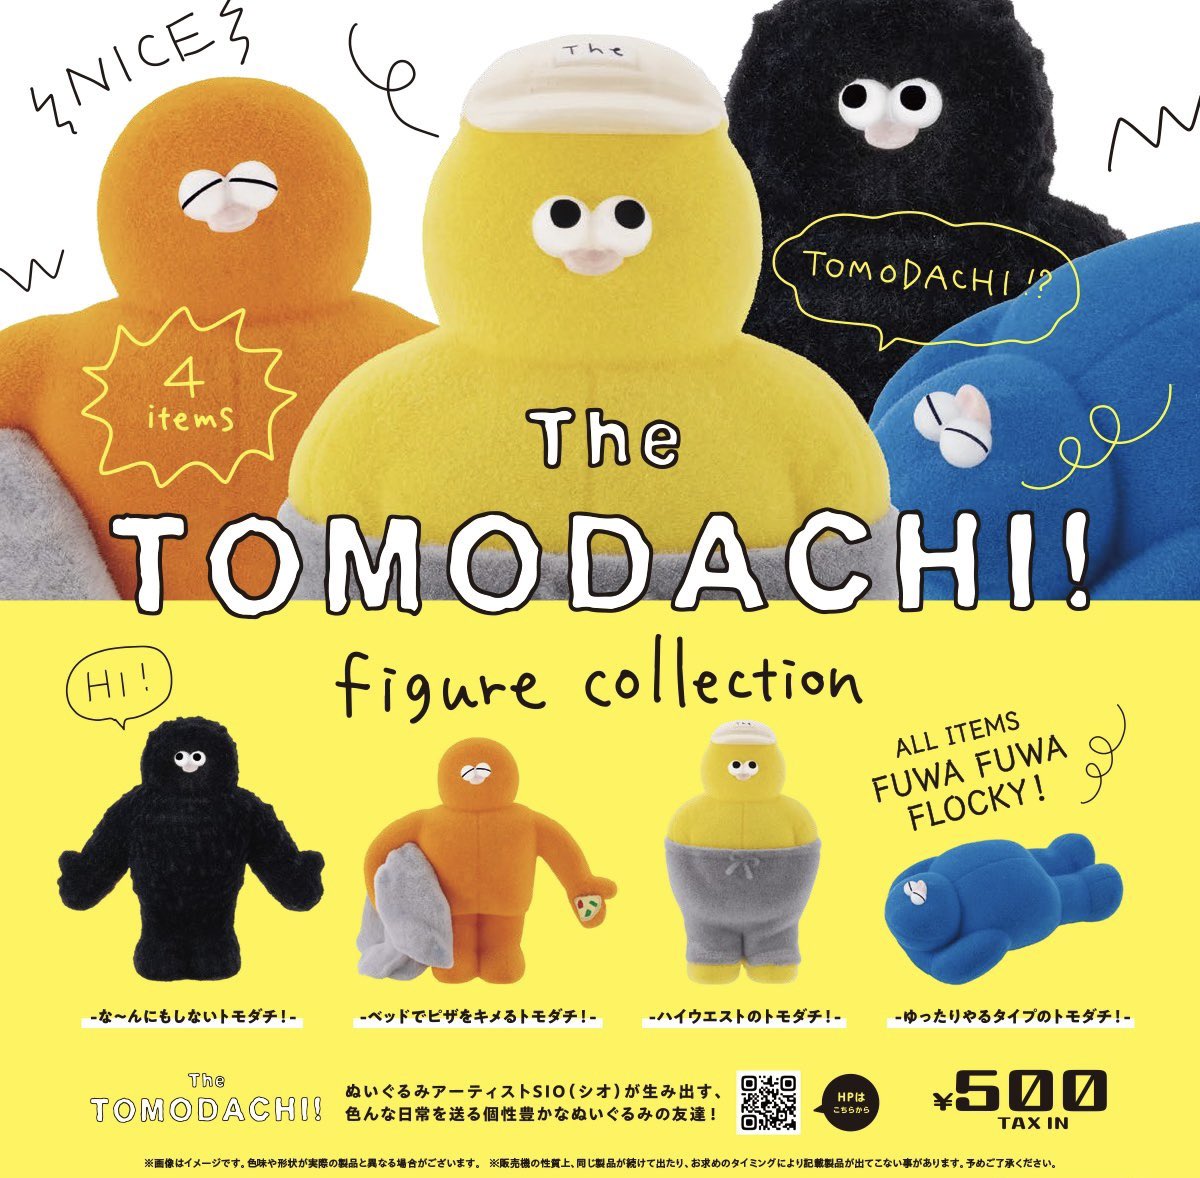 NICE
The
TOMODACHI!?
4
items
The
TOMODACHI!
figure collection
HI!
ALL ITEMS
FUWA FUWA
FLOCKY!
-な~んにもしないトモダチ!-
-ベッドでピザをキメるトモダチ!-
-ハイウエストのトモダチ!-
-ゆったりやるタイプのトモダチ!-
The
TOMODACHI!
ぬいぐるみアーティストSIO(シオ)が生み出す、
色んな日常を送る個性豊かなぬいぐるみの友達!
HPは
こちらから
¥500
TAX IN
※画像はイメージです。色味や形状が実際の製品と異なる場合がございます。 ※販売機の性質上、同じ製品が続けて出たり、お求めのタイミングにより記載製品が出てこない事があります。予めご了承ください。